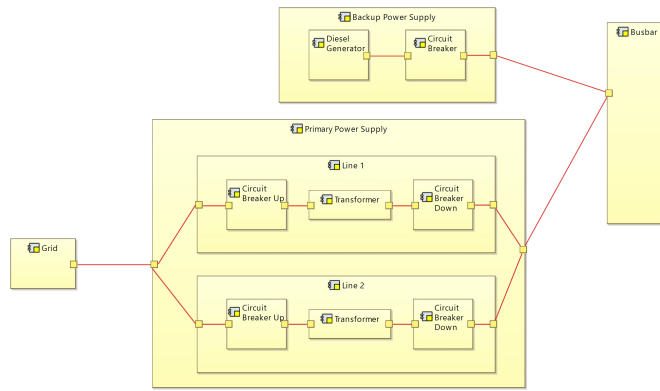 Backup Power Supply
Diesel
Generator
Circuit
Breaker
Busbar
Primary Power Supply
Line 1
Circuit
Breaker Up
Transformer
Circuit
Breaker
Down
Grid
Line 2
Circuit
Breaker Up
Transformer
Circuit
Breaker
Down